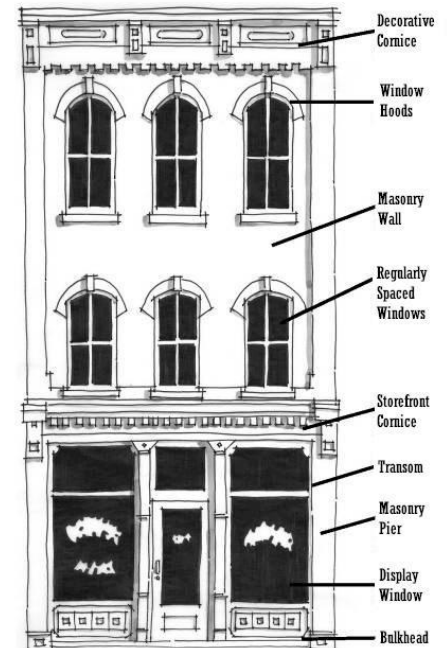 Decorative
Cornice
Window
Hoods
Masonry
Wall
Regularly
Spaced
Windows
Storefront
Cornice
Transom
Masonry
Pier
Display
Window
Bulkhead